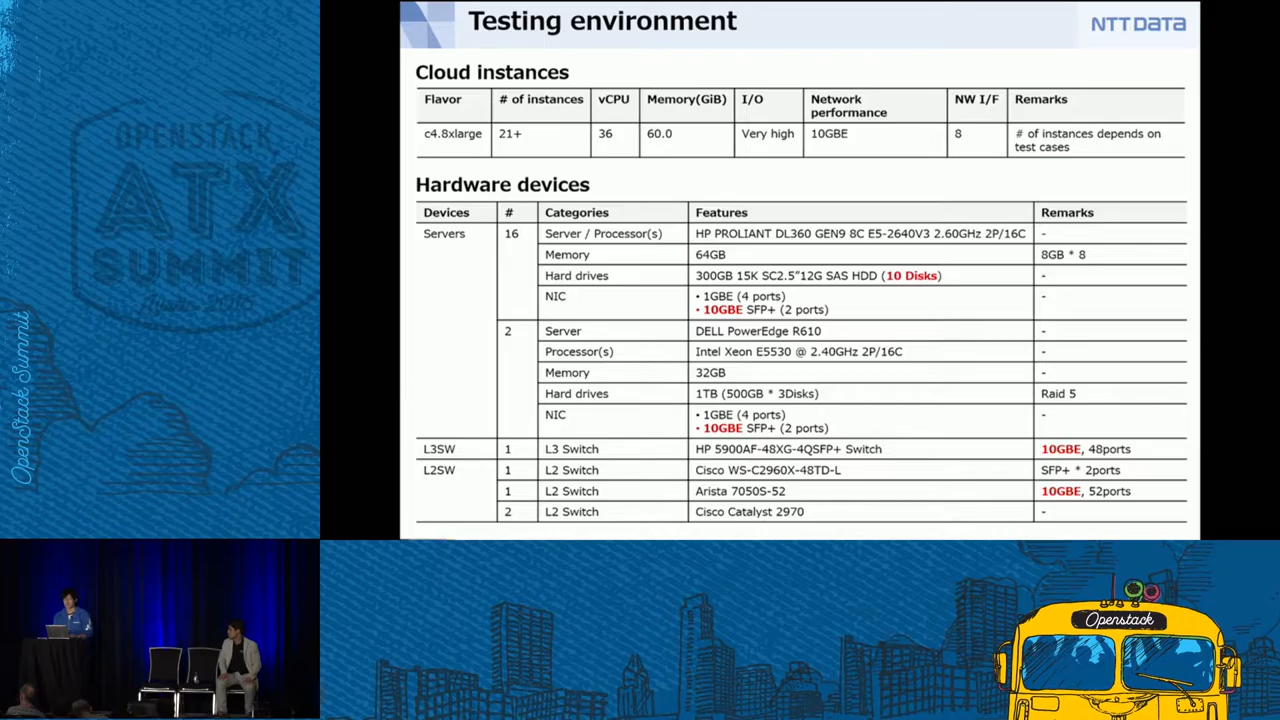 Testing environment
NTT DATA
Cloud instances
Flavor # of instances vCPU Memory(GiB) I/O Network performance NW I/F Remarks
c4.8xlarge 21+ 36 60.0 Very high 10GBE 8 # of instances depends on test cases
Hardware devices
Devices # Categories Features Remarks
Servers 16 Server / Processor(s) HP PROLIANT DL360 GEN9 8C E5-2640V3 2.60GHz 2P/16C -
Memory 64GB 8GB * 8
Hard drives 300GB 15K SC2.5"12G SAS HDD (10 Disks) -
NIC • 1GBE (4 ports) -
• 10GBE SFP+ (2 ports)
2 Server DELL PowerEdge R610 -
Processor(s) Intel Xeon E5530 @ 2.40GHz 2P/16C -
Memory 32GB -
Hard drives 1TB (500GB * 3Disks) Raid 5
NIC • 1GBE (4 ports) -
• 10GBE SFP+ (2 ports)
L3SW 1 L3 Switch HP 5900AF-48XG-4QSFP+ Switch 10GBE, 48ports
L2SW 1 L2 Switch Cisco WS-C2960X-48TD-L SFP+ * 2ports
1 L2 Switch Arista 7050S-52 10GBE, 52ports
2 L2 Switch Cisco Catalyst 2970 -
OPENSTACK
ATX
SUMMIT
OpenStack Summit
Openstack